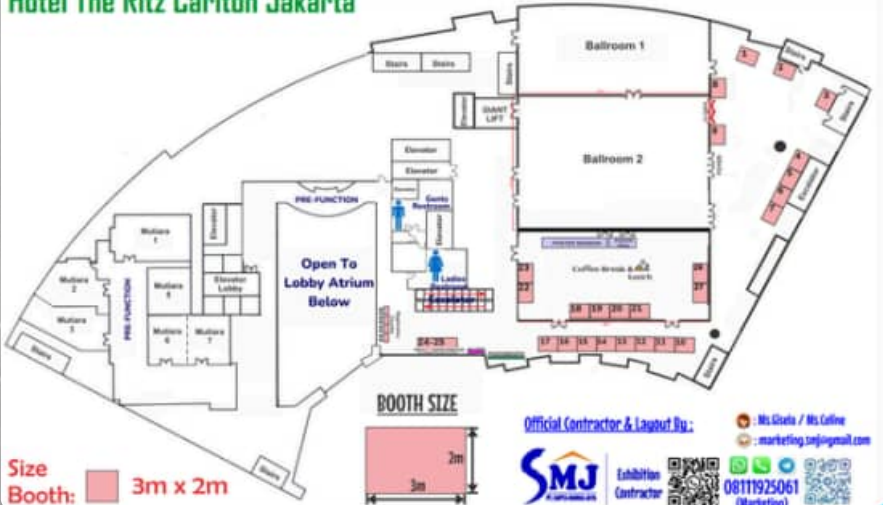 Hotel The Ritz Carlton Jakarta
Stairs
Stairs
Stairs
Elevator
GIANT
LIFT
Ballroom 1
Stairs
Stairs
Ballroom 2
Elevator
Elevator
Elevator
PRE-FUNCTION
Gents
Restroom
Elevator
Elevator
Mutiara
1
Mutiara
2
Mutiara
3
Mutiara
5
Mutiara
6
Mutiara
7
PRE-FUNCTION
Elevator
Lobby
Open To
Lobby Atrium
Below
Ladies
Coffee Break &
Lunch
23
22
26
27
18 19 20 21
17 16 15 14 13 12 11 10
24-25
Stairs
Stairs
Stairs
BOOTH SIZE
2m
3m
Size
Booth:
3m x 2m
Official Contractor & Layout By :
SMJ
Exhibition
Contractor
: Ms.Gisela / Ms.Celine
: marketing.smj@gmail.com
08111925061
(Marketing)